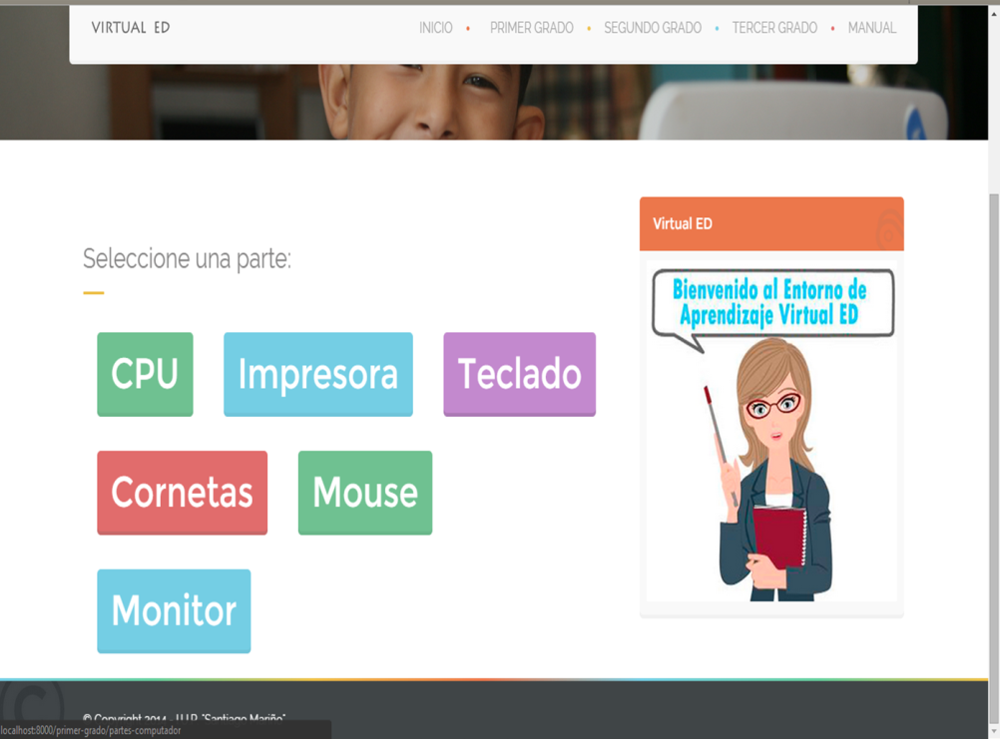 VIRTUAL ED
INICIO • PRIMER GRADO • SEGUNDO GRADO • TERCER GRADO • MANUAL
Virtual ED
Bienvenido al Entorno de
Aprendizaje Virtual ED
Seleccione una parte:
CPU Impresora Teclado
Cornetas Mouse
Monitor
© Copyright 2014 - U.I.P. "Santiago Mariño"
localhost:8000/primer-grado/partes-computador